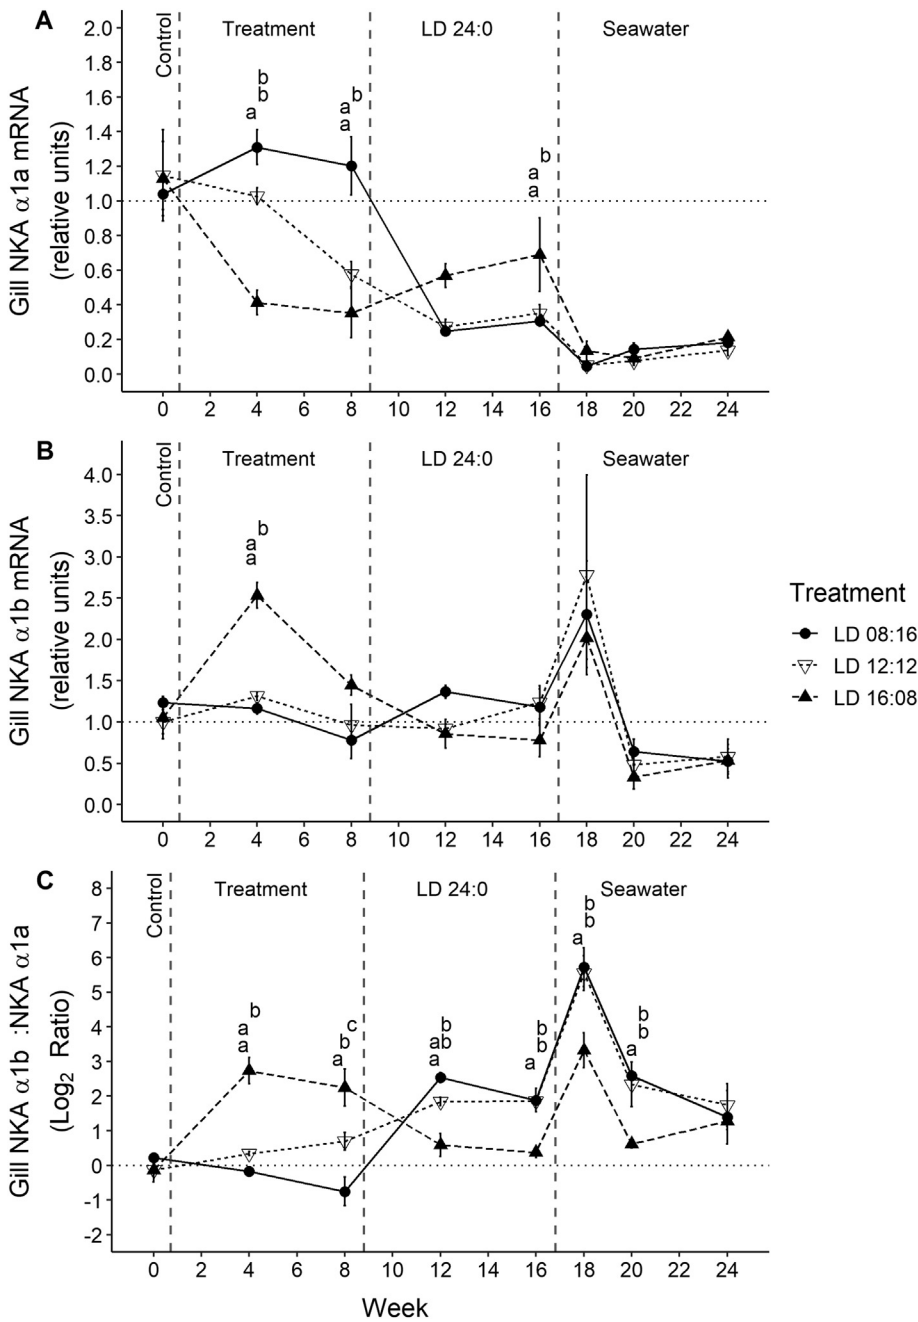 A
Gill NKA α1a mRNA
(relative units)
Control
Treatment
LD 24:0
Seawater
2.0
1.8
1.6
1.4
1.2
1.0
0.8
0.6
0.4
0.2
0.0
b
b
a
b
a
a
b
a
a
0 2 4 6 8 10 12 14 16 18 20 22 24
B
Gill NKA α1b mRNA
(relative units)
Control
Treatment
LD 24:0
Seawater
4.0
3.5
3.0
2.5
2.0
1.5
1.0
0.5
0.0
b
a
a
0 2 4 6 8 10 12 14 16 18 20 22 24
Treatment
LD 08:16
LD 12:12
LD 16:08
C
Gill NKA α1b :NKA α1a
(Log2 Ratio)
Control
Treatment
LD 24:0
Seawater
8
7
6
5
4
3
2
1
0
-1
-2
b
a
a
c
b
a
b
ab
a
b
b
a
b
b
a
b
b
a
0 2 4 6 8 10 12 14 16 18 20 22 24
Week